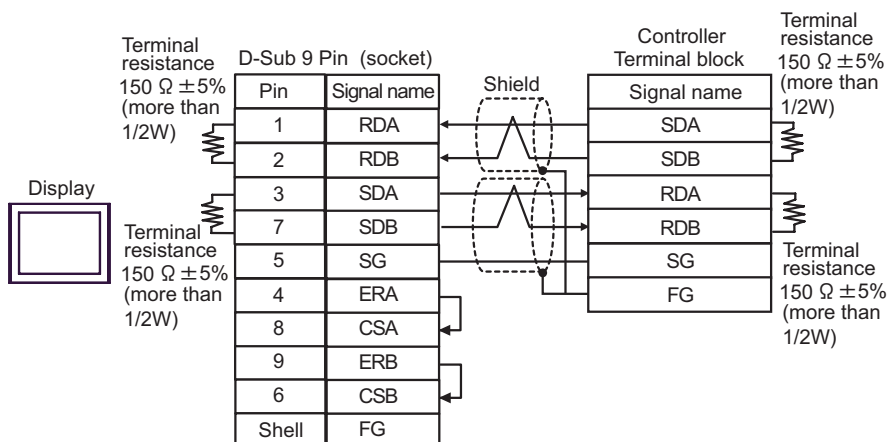 Terminal
resistance
150 Ω ±5%
(more than
1/2W)
D-Sub 9 Pin (socket)
Shield
Controller
Terminal block
Terminal
resistance
150 Ω ±5%
(more than
1/2W)
Pin Signal name
Signal name
1 RDA
SDA
2 RDB
SDB
3 SDA
RDA
7 SDB
RDB
5 SG
SG
4 ERA
FG
8 CSA
9 ERB
6 CSB
Shell FG
Display
Terminal
resistance
150 Ω ±5%
(more than
1/2W)
Terminal
resistance
150 Ω ±5%
(more than
1/2W)